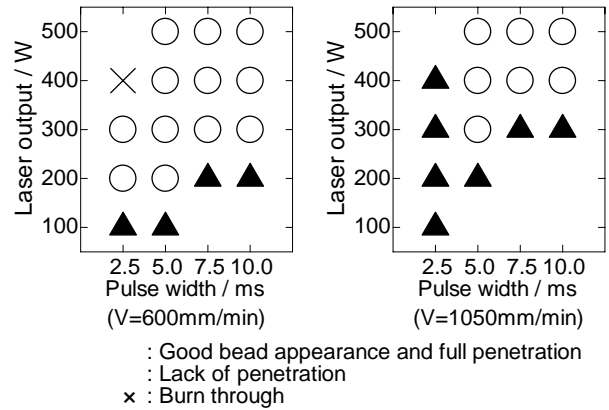 Laser output / W
500
400
300
200
100
2.5 5.0 7.5 10.0
Pulse width / ms
(V=600mm/min)
Laser output / W
500
400
300
200
100
2.5 5.0 7.5 10.0
Pulse width / ms
(V=1050mm/min)
: Good bead appearance and full penetration
: Lack of penetration
× : Burn through